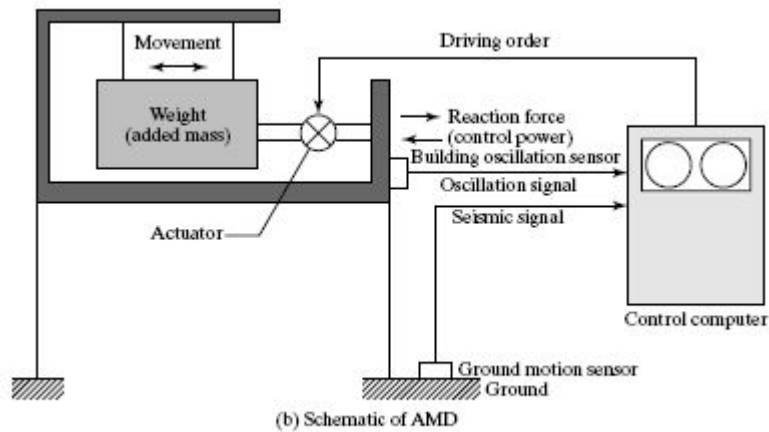 Movement
Driving order
Weight
(added mass)
Reaction force
(control power)
Building oscillation sensor
Oscillation signal
Seismic signal
Actuator
Control computer
Ground motion sensor
Ground
(b) Schematic of AMD